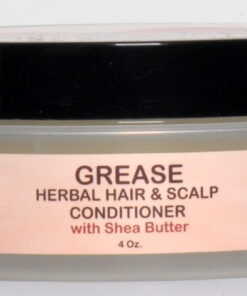 GREASE
HERBAL HAIR & SCALP
CONDITIONER
with Shea Butter
4 Oz.